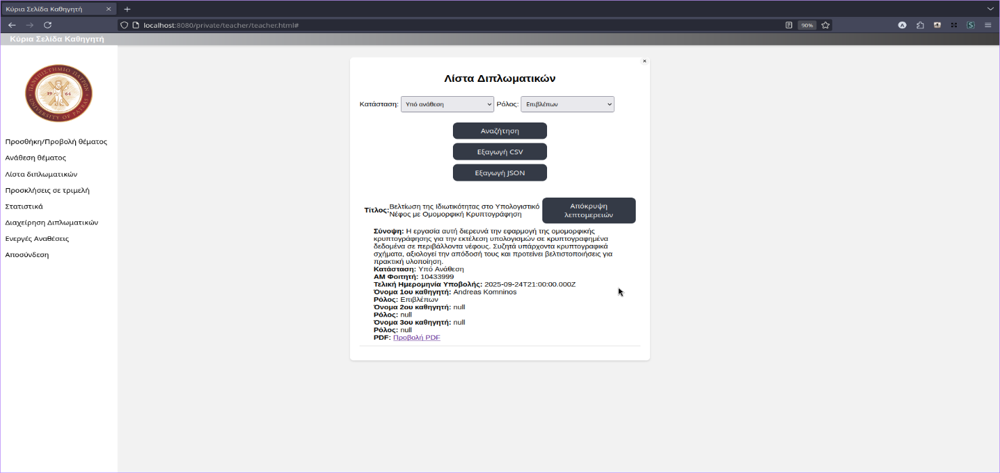 Κύρια Σελίδα Καθηγητή
localhost:8080/private/teacher/teacher.html#
90%
Κύρια Σελίδα Καθηγητή
ΠΑΝΕΠΙΣΤΗΜΙΟ ΠΑΤΡΩΝ
19 64
UNIVERSITY OF PATRAS
Προσθήκη/Προβολή θέματος
Ανάθεση θέματος
Λίστα διπλωματικών
Προσκλήσεις σε τριμελή
Στατιστικά
Διαχείρηση Διπλωματικών
Ενεργές Αναθέσεις
Αποσύνδεση
Λίστα Διπλωματικών
Κατάσταση: Υπό ανάθεση Ρόλος: Επιβλέπων
Αναζήτηση
Εξαγωγή CSV
Εξαγωγή JSON
Τίτλος: Βελτίωση της Ιδιωτικότητας στο Υπολογιστικό
Νέφος με Ομομορφική Κρυπτογράφηση
Απόκρυψη
λεπτομερειών
Σύνοψη: Η εργασία αυτή διερευνά την εφαρμογή της ομομορφικής
κρυπτογράφησης για την εκτέλεση υπολογισμών σε κρυπτογραφημένα
δεδομένα σε περιβάλλοντα νέφους. Συζητά υπάρχοντα κρυπτογραφικά
σχήματα, αξιολογεί την απόδοσή τους και προτείνει βελτιστοποιήσεις για
πρακτική υλοποίηση.
Κατάσταση: Υπό Ανάθεση
ΑΜ Φοιτητή: 10433999
Τελική Ημερομηνία Υποβολής: 2025-09-24T21:00:00.000Z
Όνομα 1ου καθηγητή: Andreas Komninos
Ρόλος: Επιβλέπων
Όνομα 2ου καθηγητή: null
Ρόλος: null
Όνομα 3ου καθηγητή: null
Ρόλος: null
PDF: Προβολή PDF